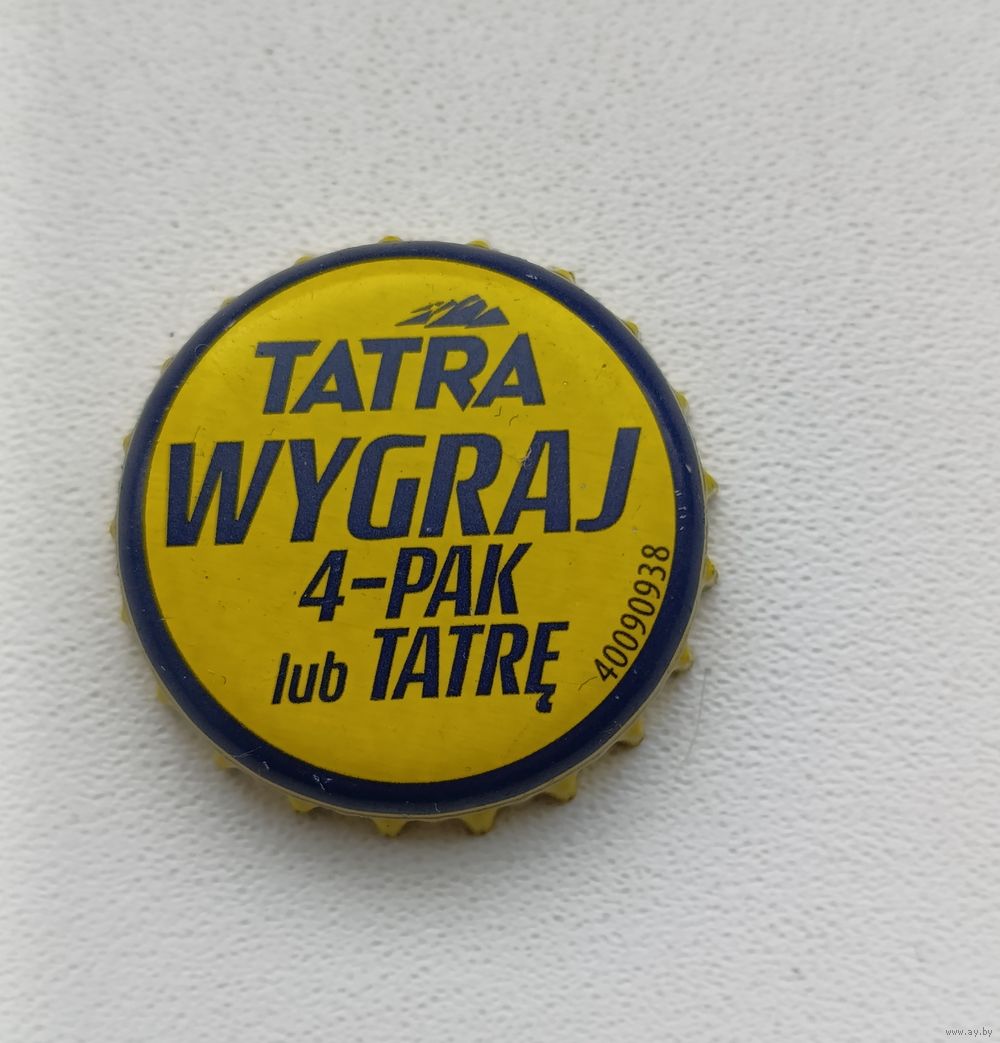 TATRA
WYGRAJ
4-PAK
lub TATRĘ
40090938
www.ay.by